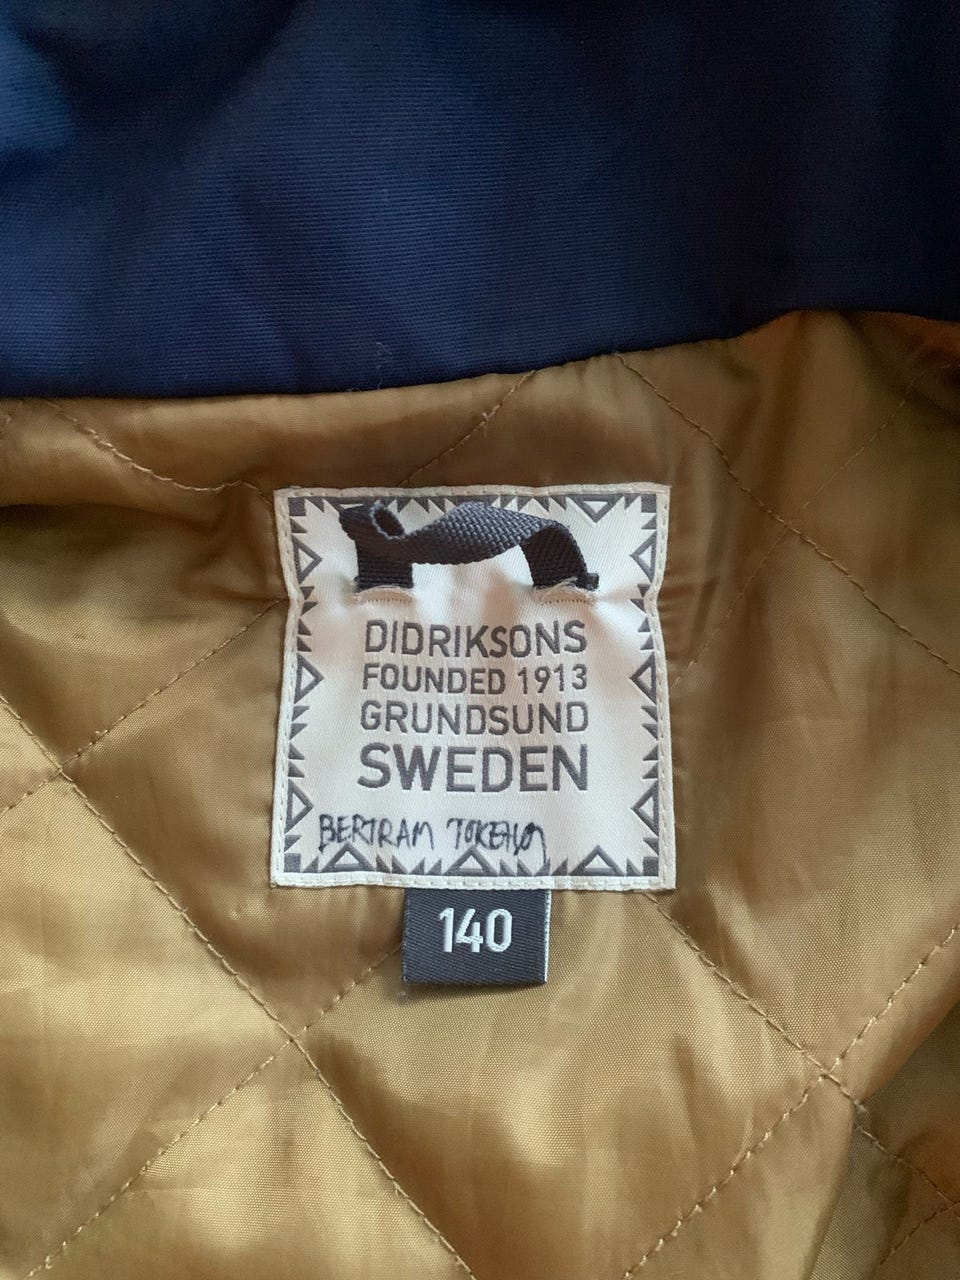 DIDRIKSONS
FOUNDED 1913
GRUNDSUND
SWEDEN
BERTRAM
140